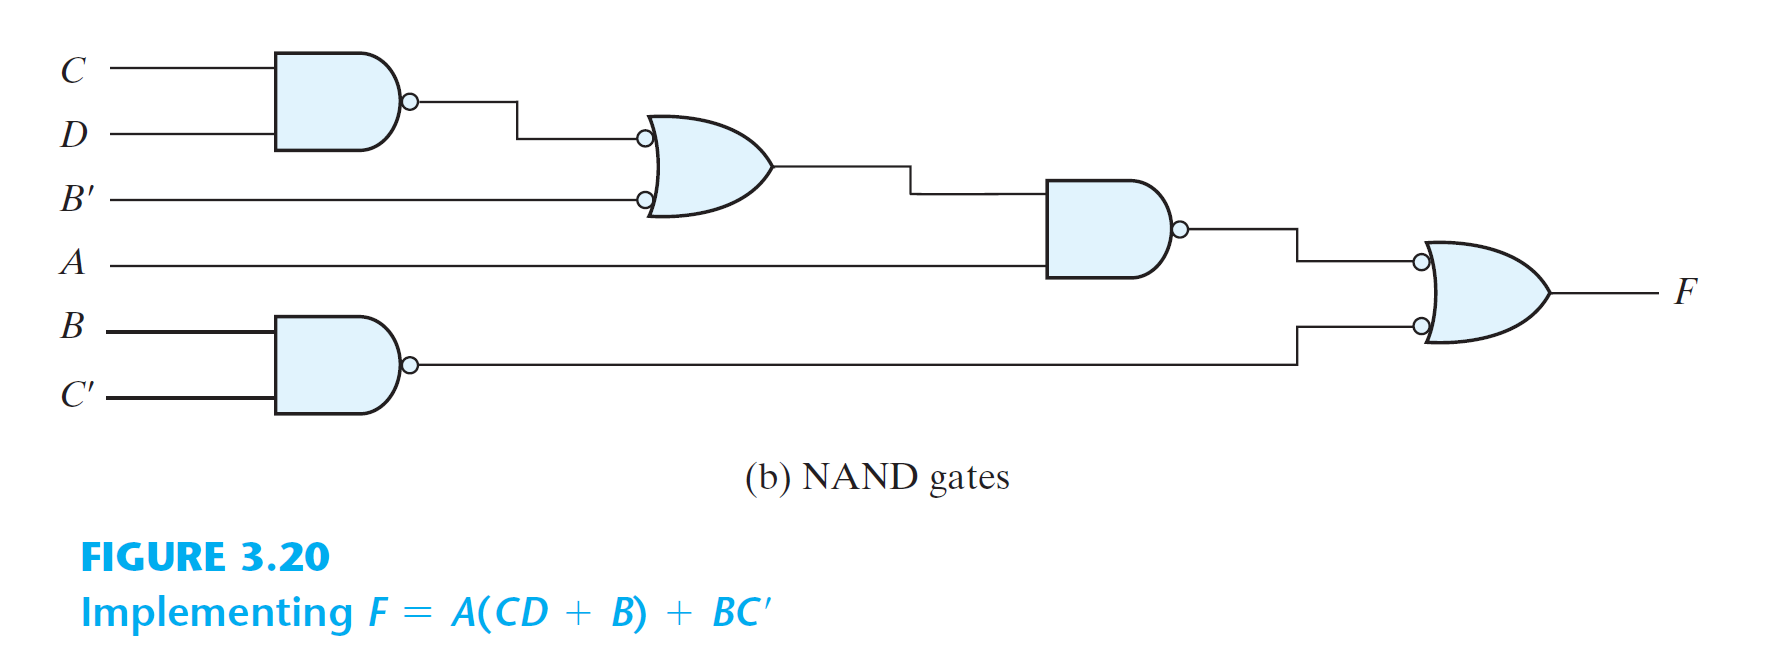 C
D
B′
A
B
C′
F
(b) NAND gates
FIGURE 3.20
Implementing F = A(CD + B) + BC′